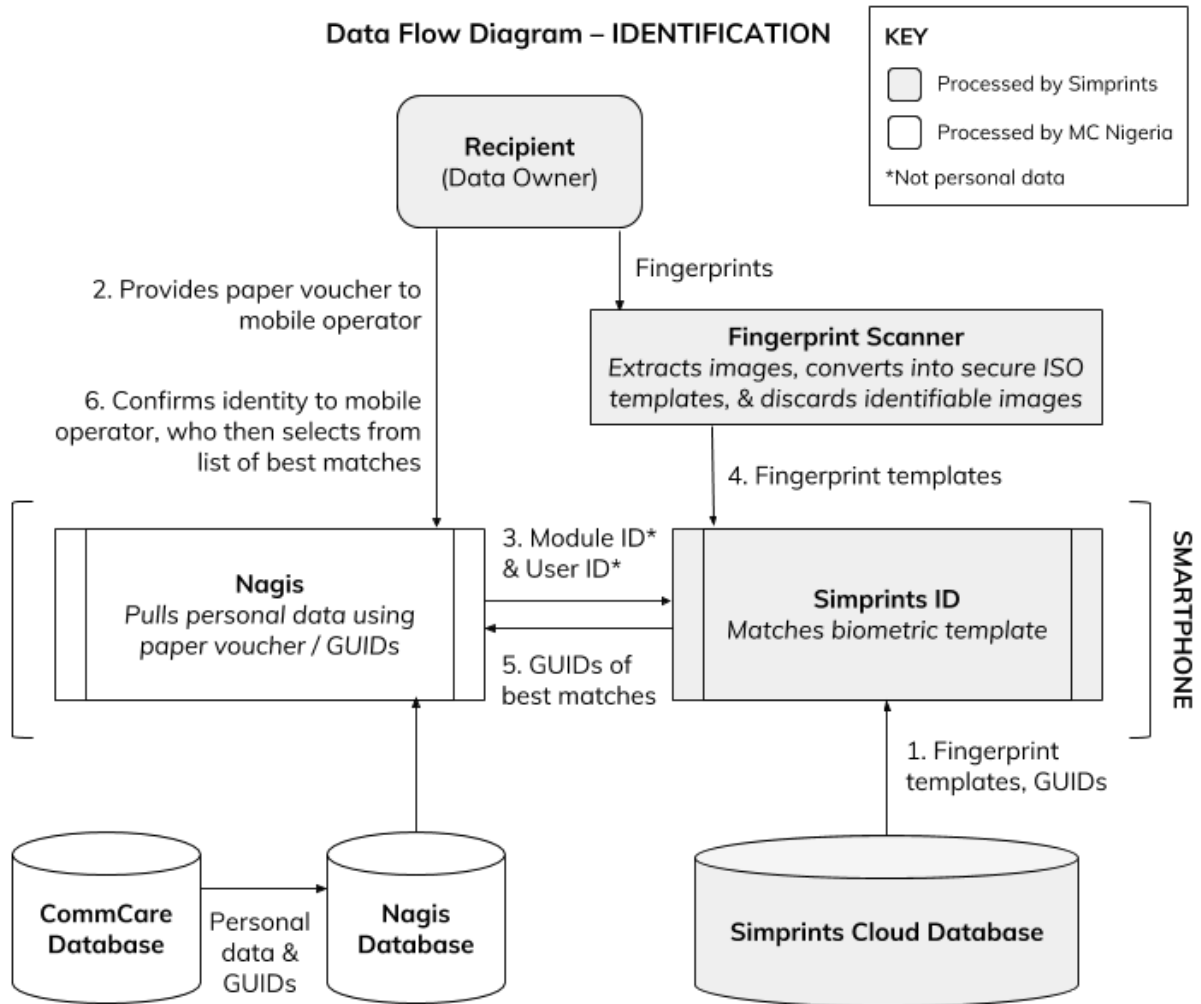 Data Flow Diagram – IDENTIFICATION
KEY
Processed by Simprints
Processed by MC Nigeria
*Not personal data
Recipient
(Data Owner)
2. Provides paper voucher to
mobile operator
Fingerprints
Fingerprint Scanner
Extracts images, converts into secure ISO
templates, & discards identifiable images
6. Confirms identity to mobile
operator, who then selects from
list of best matches
4. Fingerprint templates
Nagis
Pulls personal data using
paper voucher / GUIDs
3. Module ID*
& User ID*
5. GUIDs of
best matches
Simprints ID
Matches biometric template
SMARTPHONE
1. Fingerprint
templates, GUIDs
CommCare
Database
Personal
data &
GUIDs
Nagis
Database
Simprints Cloud Database